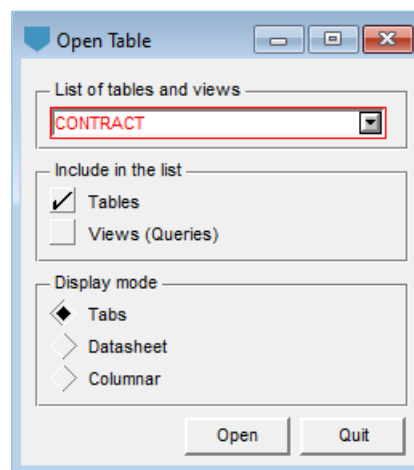 Open Table
List of tables and views
CONTRACT
Include in the list
Tables
Views (Queries)
Display mode
Tabs
Datasheet
Columnar
Open Quit